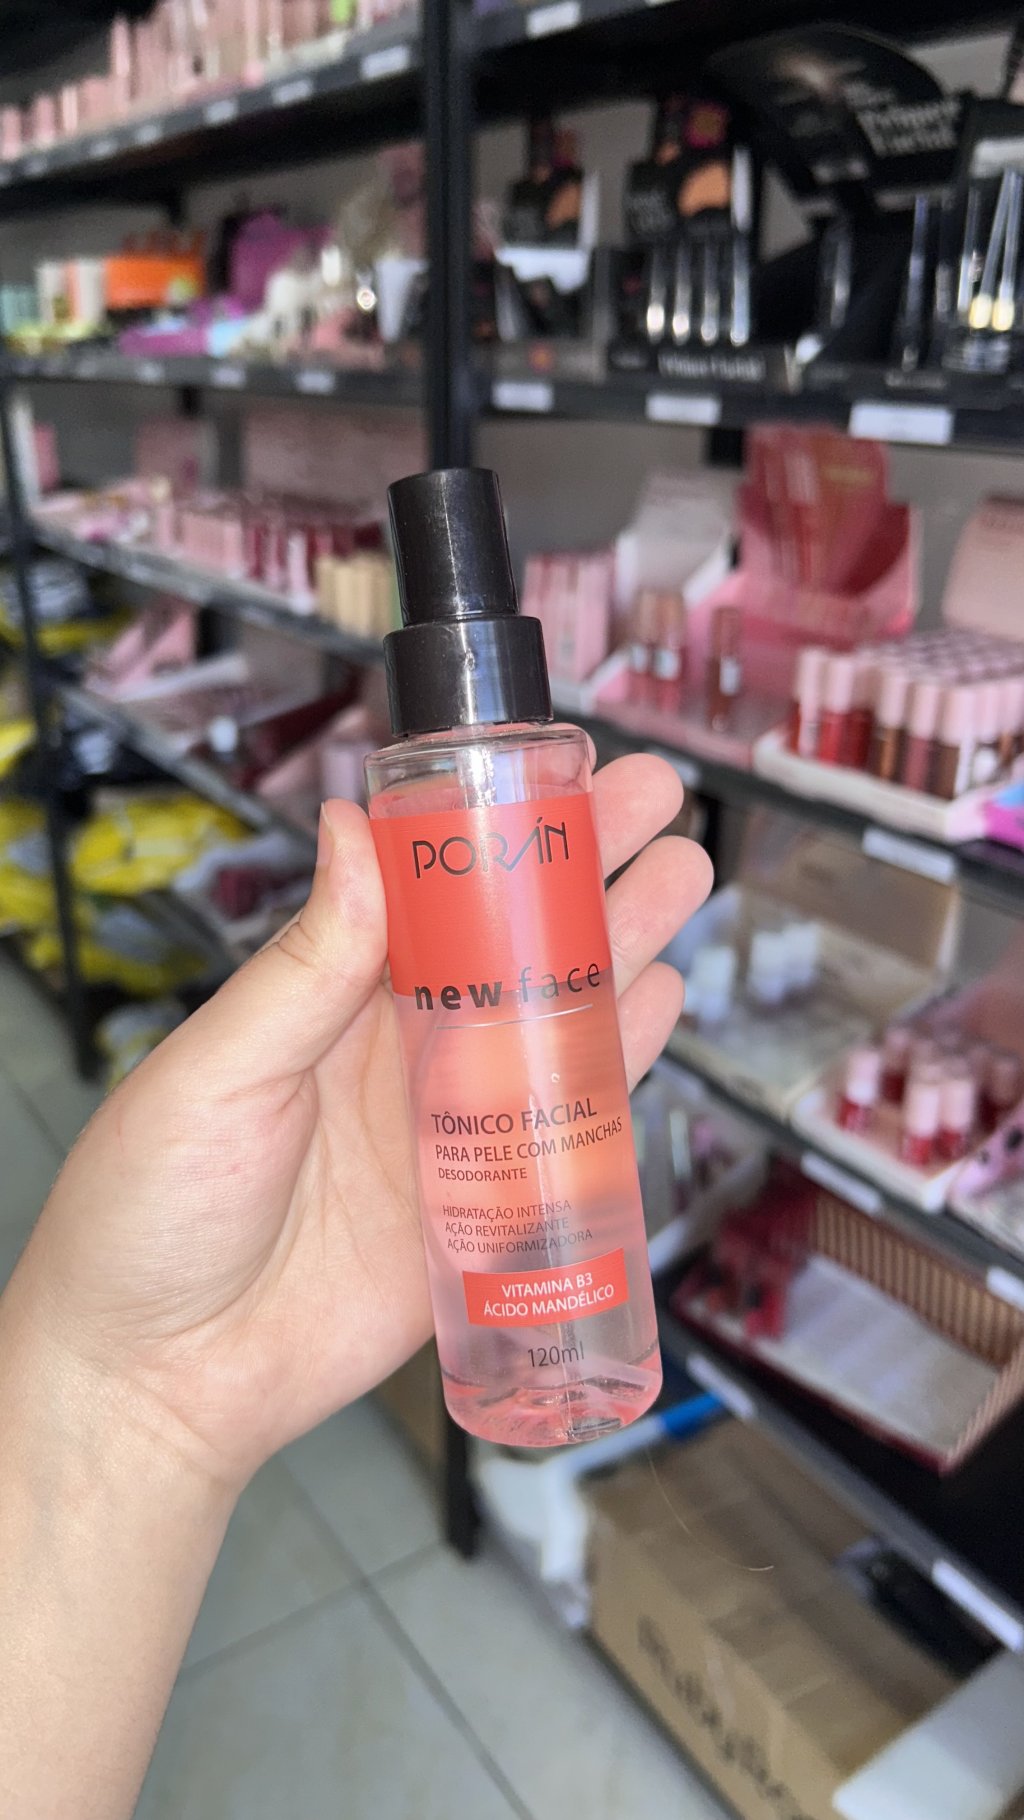 PORÁN
new face
TÔNICO FACIAL
PARA PELE COM MANCHAS
DESODORANTE
HIDRATAÇÃO INTENSA
AÇÃO REVITALIZANTE
AÇÃO UNIFORMIZADORA
VITAMINA B3
ÁCIDO MANDÉLICO
120ml